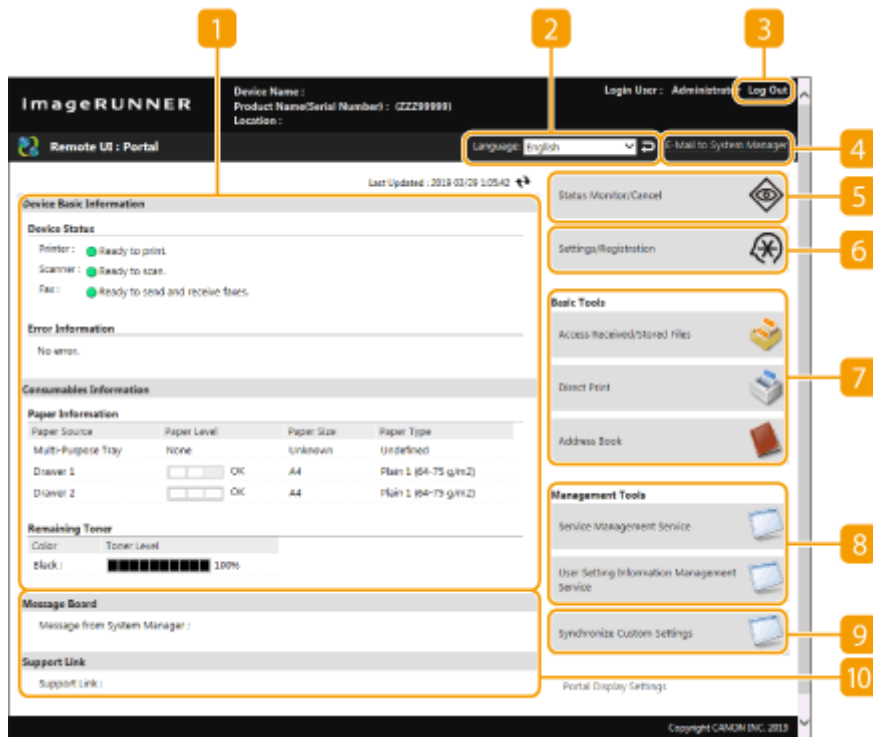 1
2
3
imageRUNNER
Device Name :
Product Name(Serial Number) : (ZZZ99999)
Location :
Login User : Administrator Log Out
Remote UI : Portal
Language: English
E-Mail to System Manager
4
Last Updated : 2019 03/29 1:05:42
Device Basic Information
Device Status
Printer : Ready to print.
Scanner : Ready to scan.
Fax : Ready to send and receive faxes.
Error Information
No error.
Consumables Information
Paper Information
Paper Source Paper Level Paper Size Paper Type
Multi-Purpose Tray None Unknown Undefined
Drawer 1 OK A4 Plain 1 (64-75 g/m2)
Drawer 2 OK A4 Plain 1 (64-75 g/m2)
Remaining Toner
Color Toner Level
Black : 100%
Message Board
Message from System Manager :
Support Link
Support Link :
Status Monitor/Cancel
5
Settings/Registration
6
Basic Tools
Access Received/Stored Files
Direct Print
7
Address Book
Management Tools
Service Management Service
8
User Setting Information Management
Service
Synchronize Custom Settings
9
10
Portal Display Settings
Copyright CANON INC. 2019